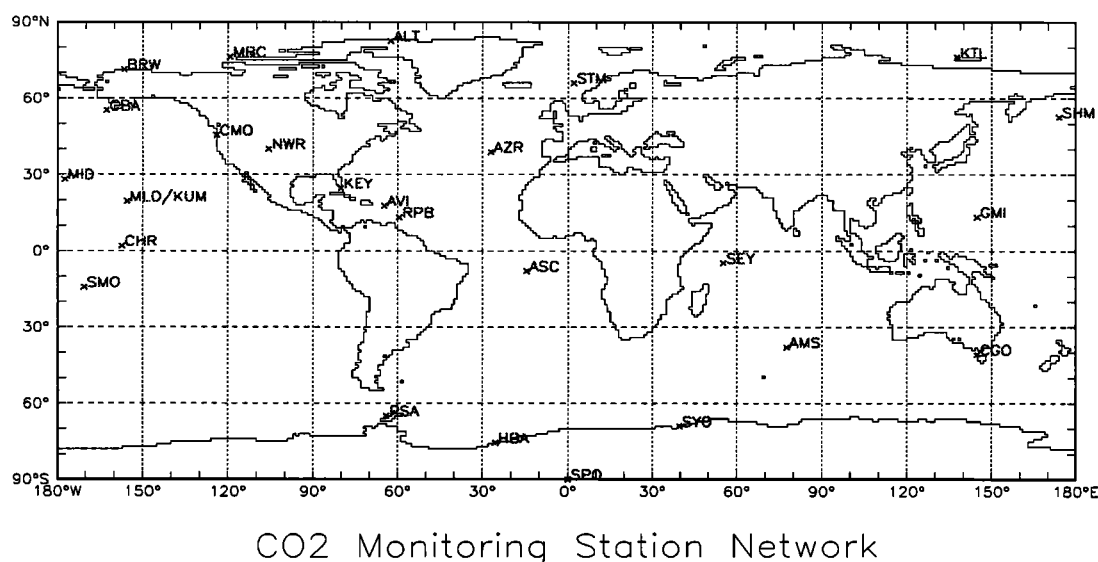 90°N
ALT
MBC
BRW
KTL
STM
60°
CBA
SHM
CMO
NWR
AZR
30°
MID
KEY
MLO/KUM
AVI
RPB
GMI
0°
CHR
ASC
SEY
SMO
30°
AMS
CGO
60°
PSA
SYO
HBA
SPO
90°S
180°W 150° 120° 90° 60° 30° 0° 30° 60° 90° 120° 150° 180°E
CO2 Monitoring Station Network